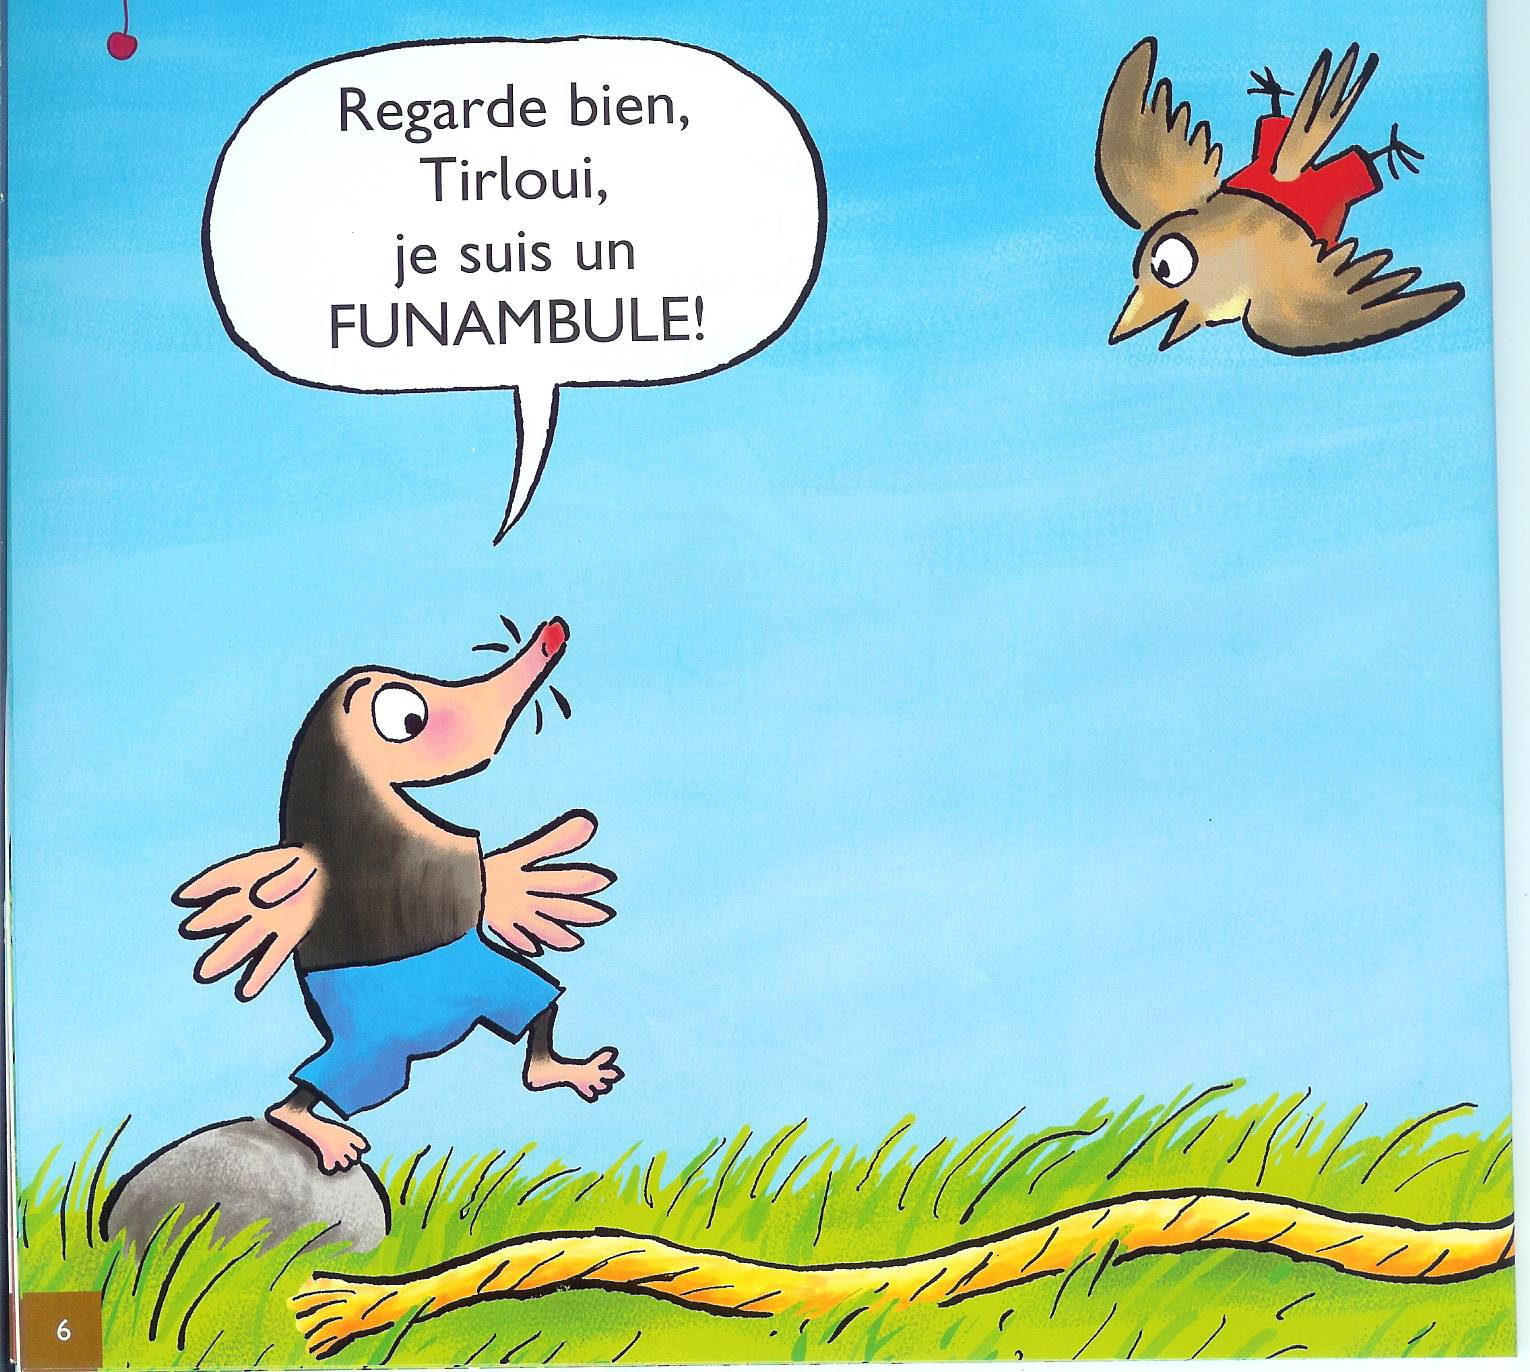 Regarde bien,
Tirloui,
je suis un
FUNAMBULE!
6